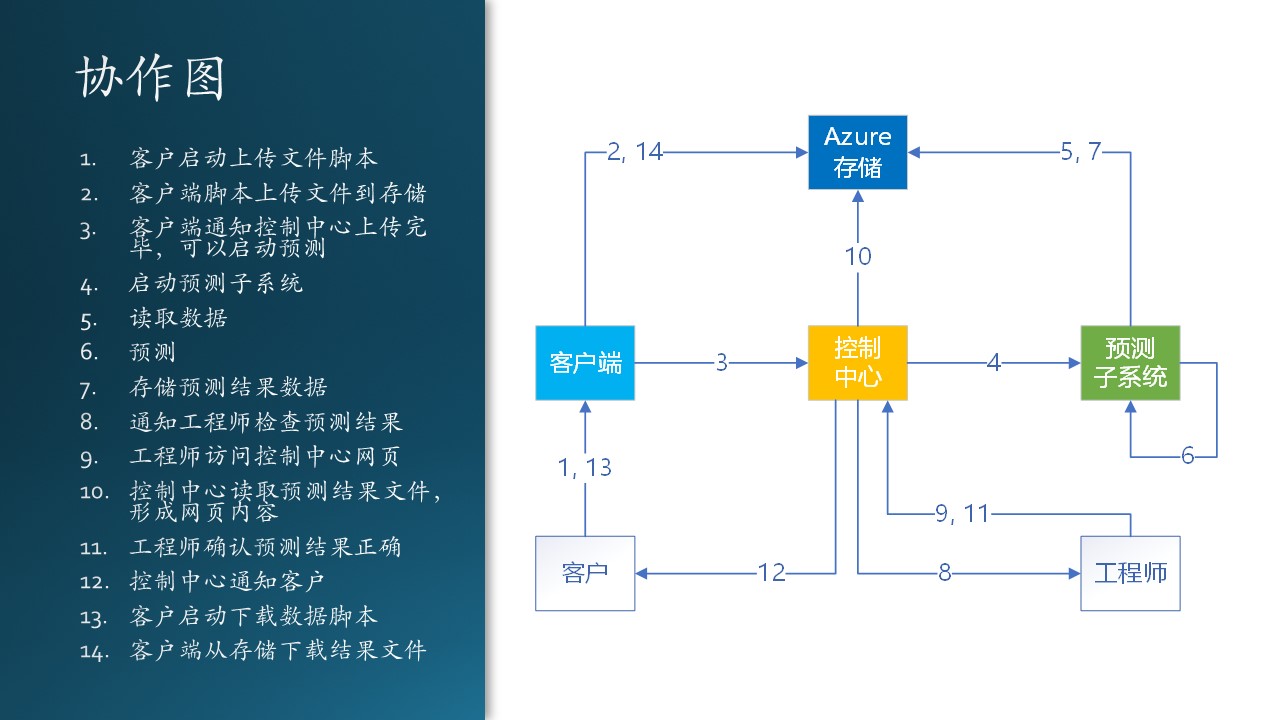 协作图
1. 客户启动上传文件脚本
2. 客户端脚本上传文件到存储
3. 客户端通知控制中心上传完
毕，可以启动预测
4. 启动预测子系统
5. 读取数据
6. 预测
7. 存储预测结果数据
8. 通知工程师检查预测结果
9. 工程师访问控制中心网页
10. 控制中心读取预测结果文件，
形成网页内容
11. 工程师确认预测结果正确
12. 控制中心通知客户
13. 客户启动下载数据脚本
14. 客户端从存储下载结果文件
Azure
存储
2, 14
5, 7
10
客户端
3
控制
中心
4
预测
子系统
6
1, 13
9, 11
客户
12
8
工程师